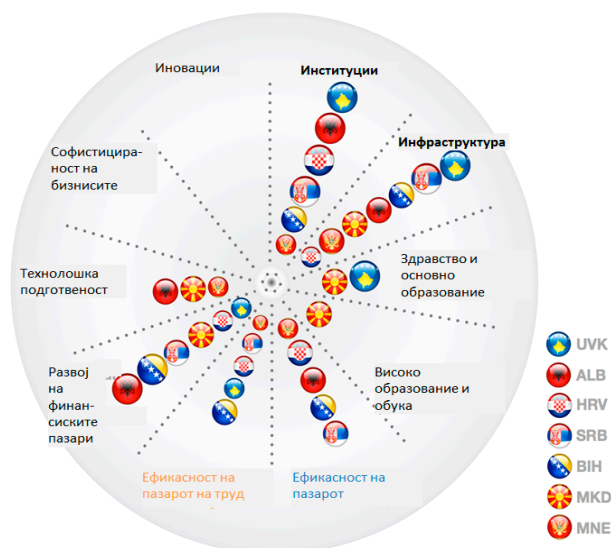 Иновации
Институции
Инфраструктура
Софистицира-
ност на
бизнисите
Здравство и
основно
образование
Технолошка
подготвеност
Високо
образование и
обука
Развој
на
финан-
сиските
пазари
Ефикасност на
пазарот на труд
Ефикасност на
пазарот
UVK
ALB
HRV
SRB
BIH
MKD
MNE